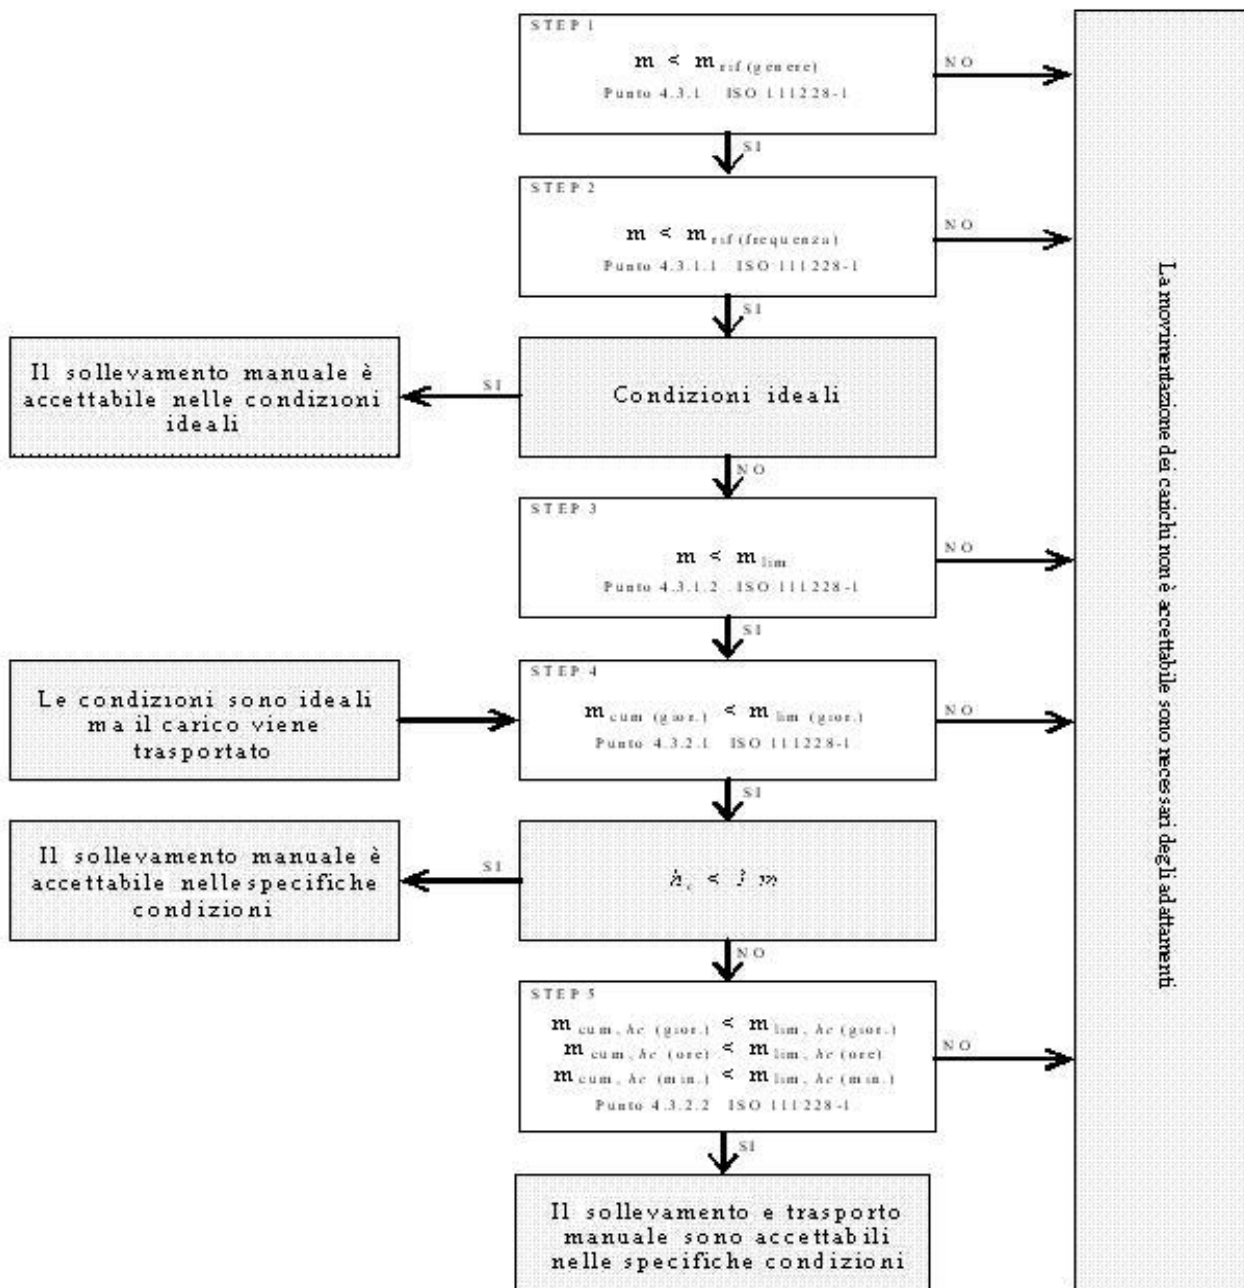 STEP 1
m < m rif (genere)
Punto 4.3.1 ISO 111228-1
NO
SI
STEP 2
m < m rif (frequenza)
Punto 4.3.1.1 ISO 111228-1
NO
SI
Il sollevamento manuale è
accettabile nelle condizioni
ideali
SI
Condizioni ideali
NO
STEP 3
m < m lim
Punto 4.3.1.2 ISO 111228-1
NO
SI
Le condizioni sono ideali
ma il carico viene
trasportato
STEP 4
m cum (gior.) < m lim (gior.)
Punto 4.3.2.1 ISO 111228-1
NO
SI
Il sollevamento manuale è
accettabile nelle specifiche
condizioni
SI
h c < 1 m
NO
STEP 5
m cum, hc (gior.) < m lim, hc (gior.)
m cum, hc (ore) < m lim, hc (ore)
m cum, hc (min.) < m lim, hc (min.)
Punto 4.3.2.2 ISO 111228-1
NO
SI
Il sollevamento e trasporto
manuale sono accettabili
nelle specifiche condizioni
La movimentazione dei carichi non è accettabile sono necessari degli adattamenti